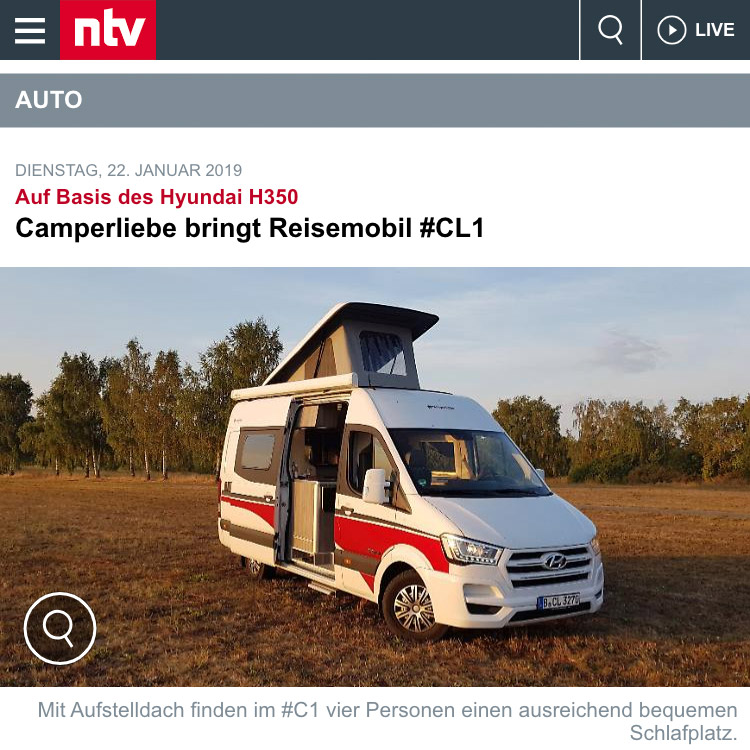 ntv
LIVE
AUTO
DIENSTAG, 22. JANUAR 2019
Auf Basis des Hyundai H350
Camperliebe bringt Reisemobil #CL1
B CL 3270
Mit Aufstelldach finden im #C1 vier Personen einen ausreichend bequemen
Schlafplatz.